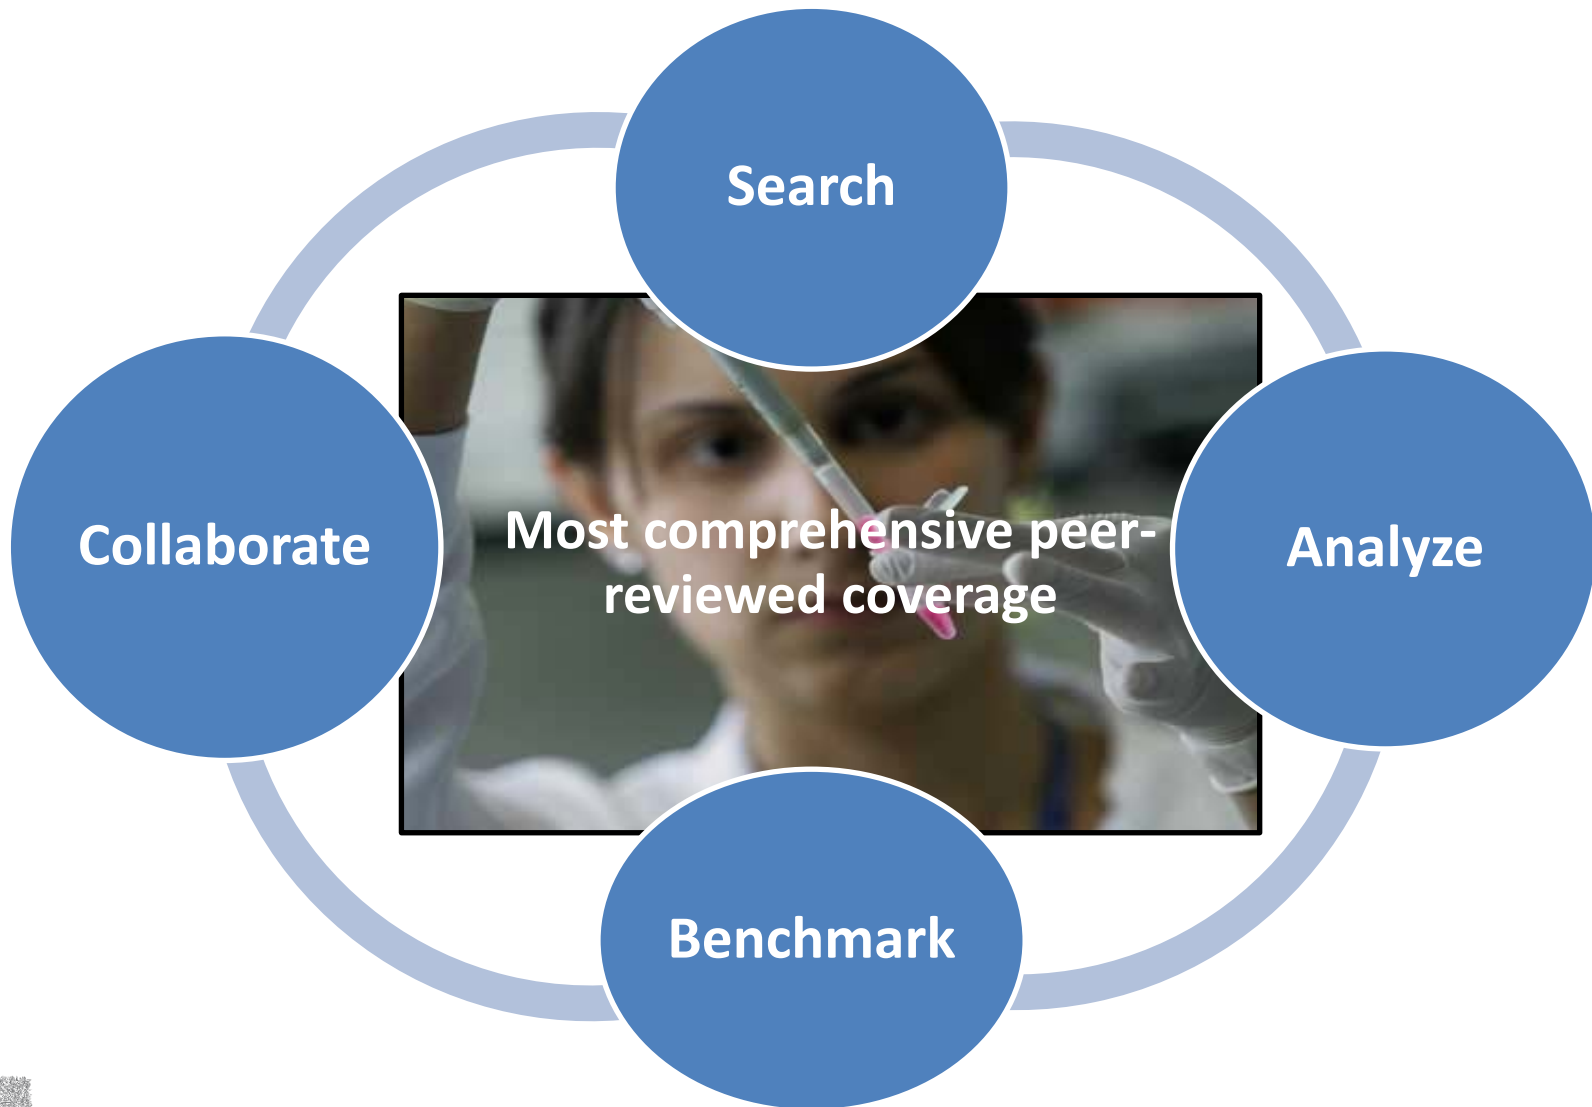 Search
Collaborate
Most comprehensive peer-
reviewed coverage
Analyze
Benchmark